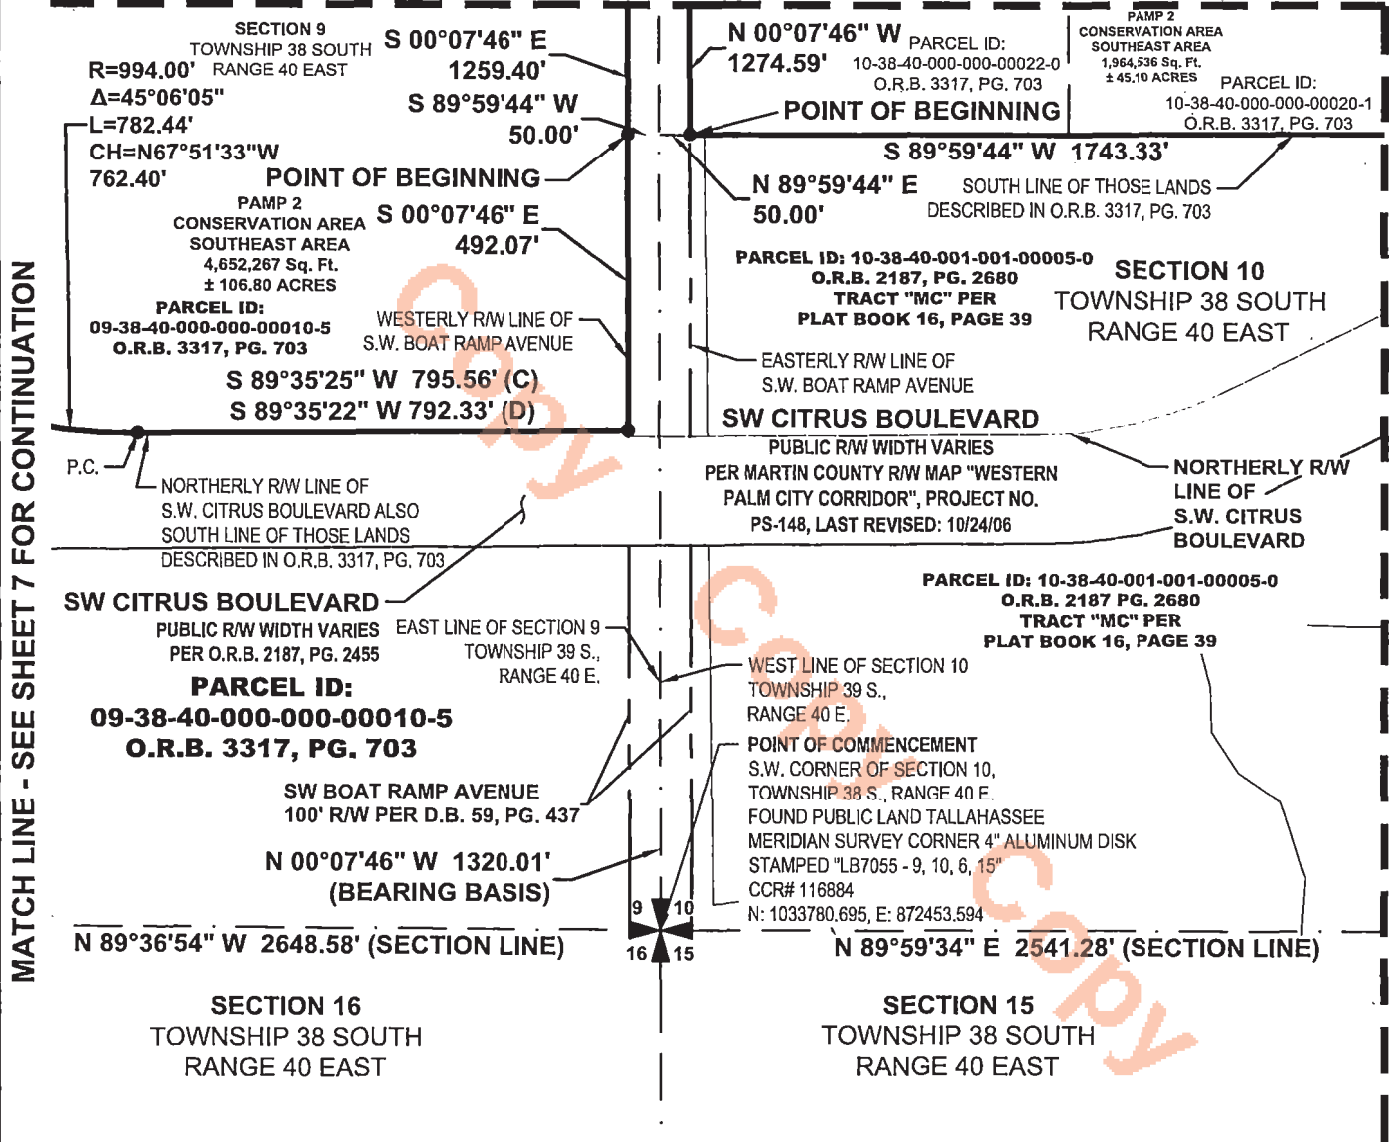 SECTION 9
TOWNSHIP 38 SOUTH
RANGE 40 EAST
R=994.00'
Δ=45°06'05"
L=782.44'
CH=N67°51'33"W
762.40'
S 00°07'46" E
1259.40'
S 89°59'44" W
50.00'
POINT OF BEGINNING
PAMP 2
CONSERVATION AREA
SOUTHEAST AREA
4,652,267 Sq. Ft.
± 106.80 ACRES
PARCEL ID:
09-38-40-000-000-00010-5
O.R.B. 3317, PG. 703
S 00°07'46" E
492.07'
WESTERLY R/W LINE OF
S.W. BOAT RAMP AVENUE
S 89°35'25" W 795.56' (C)
S 89°35'22" W 792.33' (D)
N 00°07'46" W
1274.59'
PARCEL ID:
10-38-40-000-000-00022-0
O.R.B. 3317, PG. 703
PAMP 2
CONSERVATION AREA
SOUTHEAST AREA
1,964,536 Sq. Ft.
± 45.10 ACRES
PARCEL ID:
10-38-40-000-000-00020-1
O.R.B. 3317, PG. 703
POINT OF BEGINNING
S 89°59'44" W 1743.33'
N 89°59'44" E
50.00'
SOUTH LINE OF THOSE LANDS
DESCRIBED IN O.R.B. 3317, PG. 703
PARCEL ID: 10-38-40-001-001-00005-0
O.R.B. 2187, PG. 2680
TRACT "MC" PER
PLAT BOOK 16, PAGE 39
SECTION 10
TOWNSHIP 38 SOUTH
RANGE 40 EAST
EASTERLY R/W LINE OF
S.W. BOAT RAMP AVENUE
SW CITRUS BOULEVARD
PUBLIC R/W WIDTH VARIES
PER MARTIN COUNTY R/W MAP "WESTERN
PALM CITY CORRIDOR", PROJECT NO.
PS-148, LAST REVISED: 10/24/06
NORTHERLY R/W
LINE OF
S.W. CITRUS
BOULEVARD
MATCH LINE - SEE SHEET 7 FOR CONTINUATION
P.C.
NORTHERLY R/W LINE OF
S.W. CITRUS BOULEVARD ALSO
SOUTH LINE OF THOSE LANDS
DESCRIBED IN O.R.B. 3317, PG. 703
SW CITRUS BOULEVARD
PUBLIC R/W WIDTH VARIES
PER O.R.B. 2187, PG. 2455
PARCEL ID:
09-38-40-000-000-00010-5
O.R.B. 3317, PG. 703
EAST LINE OF SECTION 9
TOWNSHIP 39 S.,
RANGE 40 E.
PARCEL ID: 10-38-40-001-001-00005-0
O.R.B. 2187 PG. 2680
TRACT "MC" PER
PLAT BOOK 16, PAGE 39
WEST LINE OF SECTION 10
TOWNSHIP 39 S.,
RANGE 40 E.
SW BOAT RAMP AVENUE
100' R/W PER D.B. 59, PG. 437
POINT OF COMMENCEMENT
S.W. CORNER OF SECTION 10,
TOWNSHIP 38 S., RANGE 40 E.
FOUND PUBLIC LAND TALLAHASSEE
MERIDIAN SURVEY CORNER 4" ALUMINUM DISK
STAMPED "LB7055 - 9, 10, 6, 15"
CCR# 116884
N: 1033780.695, E: 872453.594
N 00°07'46" W 1320.01'
(BEARING BASIS)
9 10
16 15
N 89°36'54" W 2648.58' (SECTION LINE)
N 89°59'34" E 2541.28' (SECTION LINE)
SECTION 16
TOWNSHIP 38 SOUTH
RANGE 40 EAST
SECTION 15
TOWNSHIP 38 SOUTH
RANGE 40 EAST
Copy
Copy
Copy